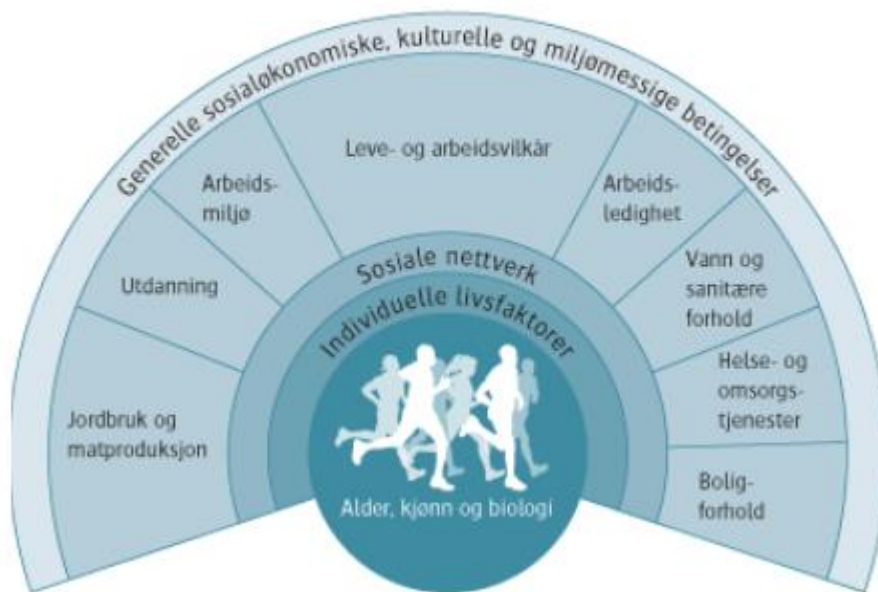 Generelle sosialøkonomiske, kulturelle og miljømessige betingelser
Leve- og arbeidsvilkår
Arbeids-
miljø
Arbeids-
ledighet
Utdanning
Vann og
sanitære
forhold
Jordbruk og
matproduksjon
Helse- og
omsorgs-
tjenester
Bolig-
forhold
Sosiale nettverk
Individuelle livsfaktorer
Alder, kjønn og biologi